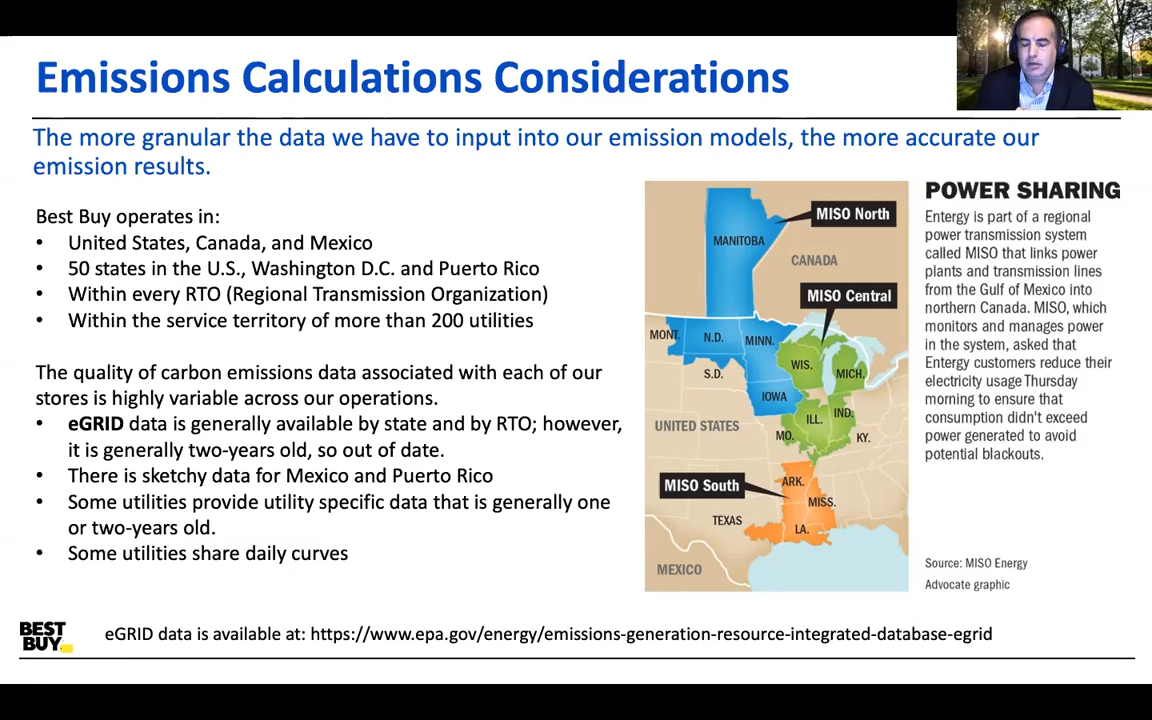 Emissions Calculations Considerations
The more granular the data we have to input into our emission models, the more accurate our
emission results.
Best Buy operates in:
• United States, Canada, and Mexico
• 50 states in the U.S., Washington D.C. and Puerto Rico
• Within every RTO (Regional Transmission Organization)
• Within the service territory of more than 200 utilities
The quality of carbon emissions data associated with each of our
stores is highly variable across our operations.
• eGRID data is generally available by state and by RTO; however,
it is generally two-years old, so out of date.
• There is sketchy data for Mexico and Puerto Rico
• Some utilities provide utility specific data that is generally one
or two-years old.
• Some utilities share daily curves
MISO North
MANITOBA
CANADA
MISO Central
MONT.
N.D.
MINN.
WIS.
S.D.
MICH.
IOWA
UNITED STATES
ILL.
IND.
MO.
KY.
MISO South
ARK.
MISS.
TEXAS
LA.
MEXICO
POWER SHARING
Entergy is part of a regional
power transmission system
called MISO that links power
plants and transmission lines
from the Gulf of Mexico into
northern Canada. MISO, which
monitors and manages power
in the system, asked that
Entergy customers reduce their
electricity usage Thursday
morning to ensure that
consumption didn't exceed
power generated to avoid
potential blackouts.
Source: MISO Energy
Advocate graphic
BEST
BUY
eGRID data is available at: https://www.epa.gov/energy/emissions-generation-resource-integrated-database-egrid